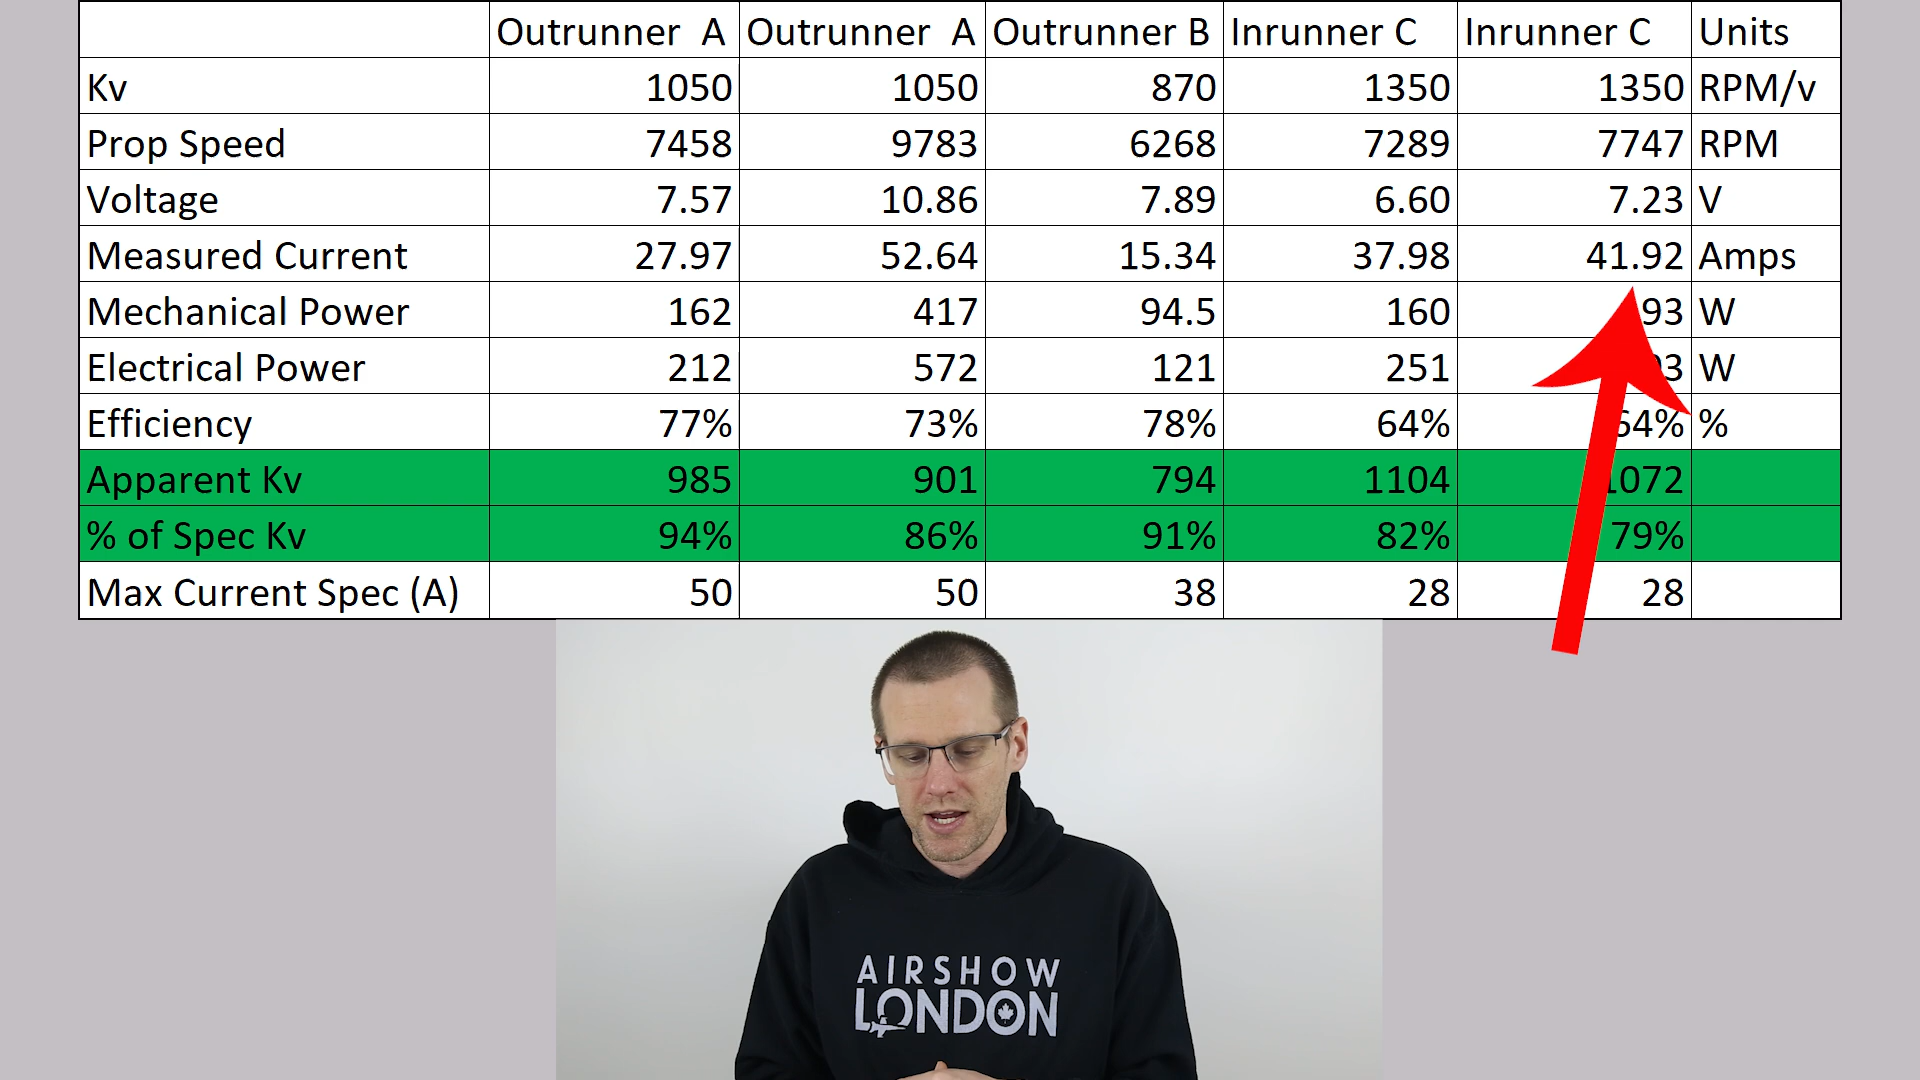 Outrunner A Outrunner A Outrunner B Inrunner C Inrunner C Units
Kv 1050 1050 870 1350 1350 RPM/v
Prop Speed 7458 9783 6268 7289 7747 RPM
Voltage 7.57 10.86 7.89 6.60 7.23 V
Measured Current 27.97 52.64 15.34 37.98 41.92 Amps
Mechanical Power 162 417 94.5 160 93 W
Electrical Power 212 572 121 251 W
Efficiency 77% 73% 78% 64% 64% %
Apparent Kv 985 901 794 1104 1072
% of Spec Kv 94% 86% 91% 82% 79%
Max Current Spec (A) 50 50 38 28 28
AIRSHOW
LONDON